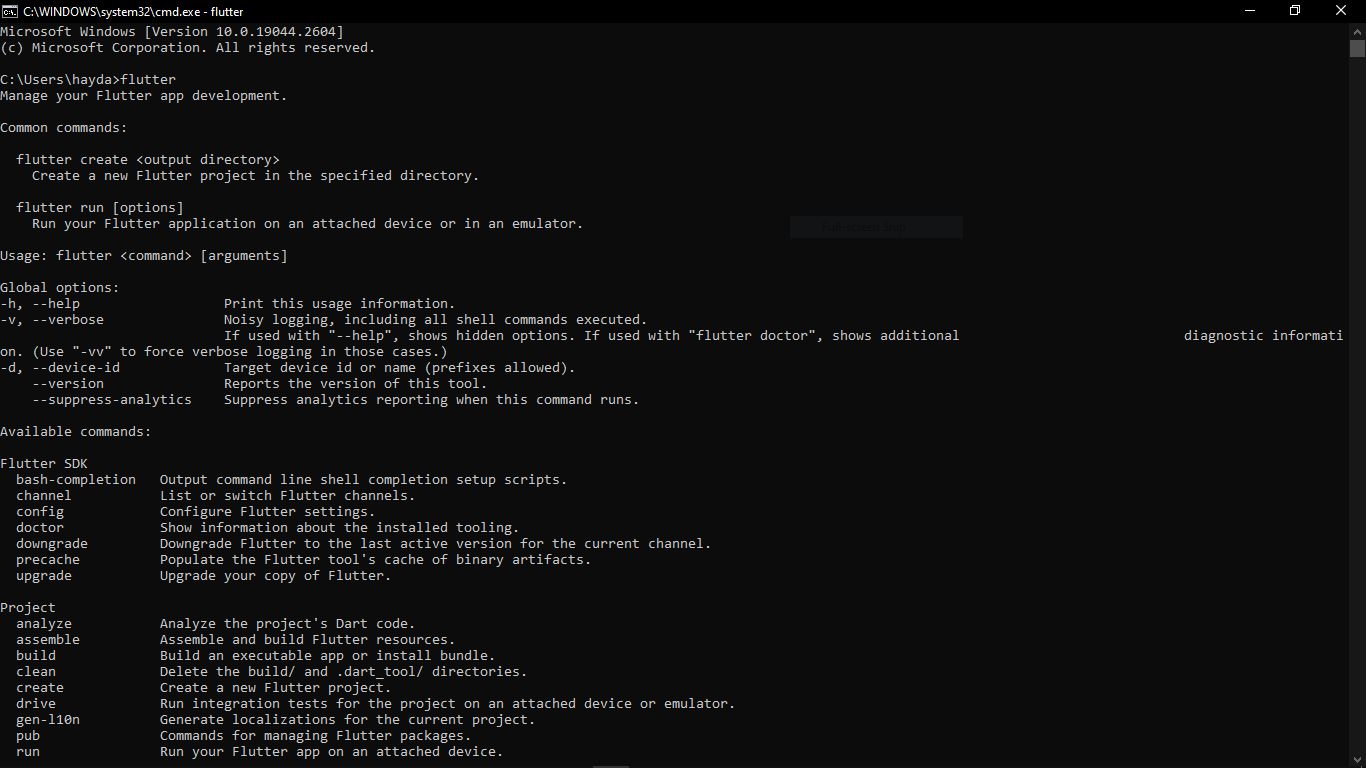 C:\WINDOWS\system32\cmd.exe - flutter
Microsoft Windows [Version 10.0.19044.2604]
(c) Microsoft Corporation. All rights reserved.
C:\Users\hayda>flutter
Manage your Flutter app development.
Common commands:
flutter create <output directory>
Create a new Flutter project in the specified directory.
flutter run [options]
Run your Flutter application on an attached device or in an emulator.
Usage: flutter <command> [arguments]
Global options:
-h, --help Print this usage information.
-v, --verbose Noisy logging, including all shell commands executed.
If used with "--help", shows hidden options. If used with "flutter doctor", shows additional diagnostic informati
on. (Use "-vv" to force verbose logging in those cases.)
-d, --device-id Target device id or name (prefixes allowed).
--version Reports the version of this tool.
--suppress-analytics Suppress analytics reporting when this command runs.
Available commands:
Flutter SDK
bash-completion Output command line shell completion setup scripts.
channel List or switch Flutter channels.
config Configure Flutter settings.
doctor Show information about the installed tooling.
downgrade Downgrade Flutter to the last active version for the current channel.
precache Populate the Flutter tool's cache of binary artifacts.
upgrade Upgrade your copy of Flutter.
Project
analyze Analyze the project's Dart code.
assemble Assemble and build Flutter resources.
build Build an executable app or install bundle.
clean Delete the build/ and .dart_tool/ directories.
create Create a new Flutter project.
drive Run integration tests for the project on an attached device or emulator.
gen-l10n Generate localizations for the current project.
pub Commands for managing Flutter packages.
run Run your Flutter app on an attached device.